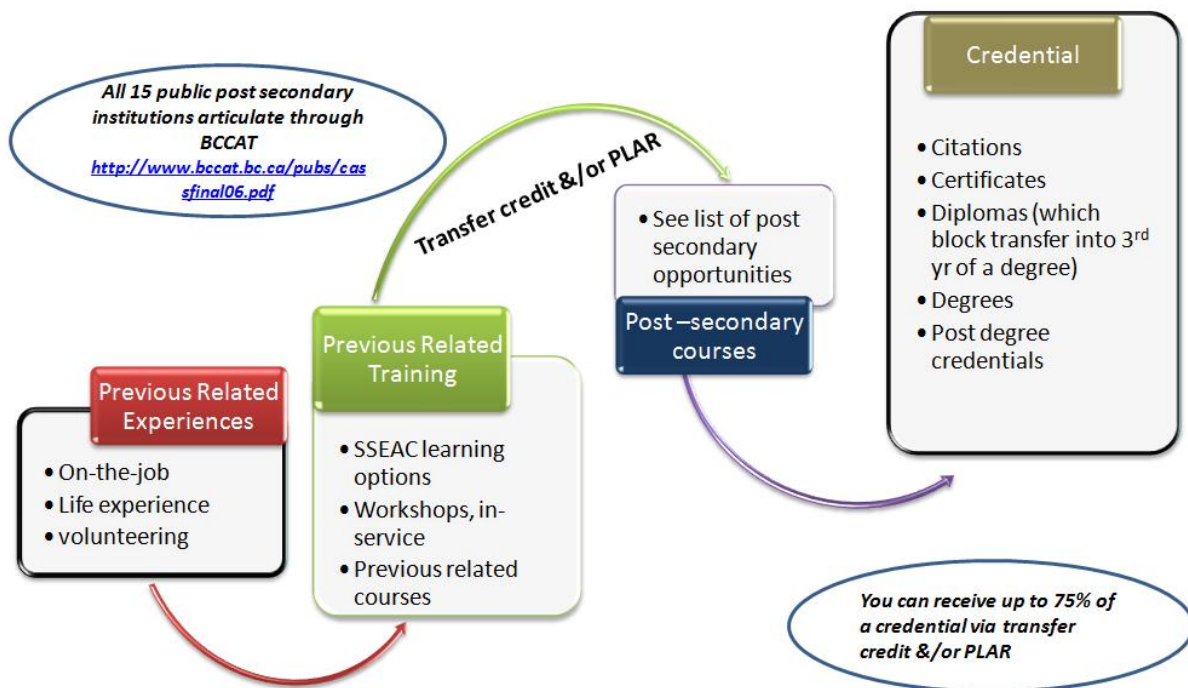 All 15 public post secondary
institutions articulate through
BCCAT
http://www.bccat.bc.ca/pubs/cas
sfinal06.pdf
Previous Related
Experiences
• On-the-job
• Life experience
• volunteering
Previous Related
Training
• SSEAC learning
options
• Workshops, in-
service
• Previous related
courses
Transfer credit &/or PLAR
• See list of post
secondary
opportunities
Post –secondary
courses
Credential
• Citations
• Certificates
• Diplomas (which
block transfer into 3rd
yr of a degree)
• Degrees
• Post degree
credentials
You can receive up to 75% of
a credential via transfer
credit &/or PLAR